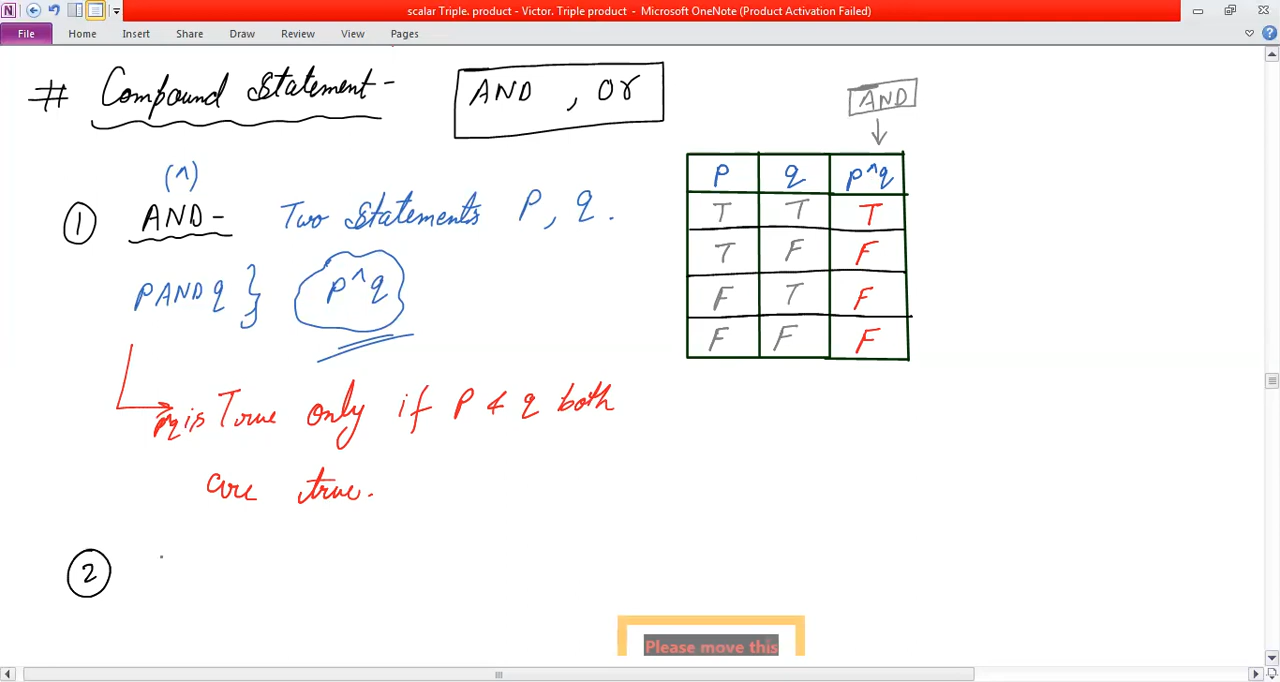 scalar Triple. product - Victor. Triple product - Microsoft OneNote (Product Activation Failed)
File Home Insert Share Draw Review View Pages
# Compound Statement - AND , or
AND
(^)
① AND - Two Statements P, q.
P AND q } p^q
P q p^q
T T T
T F F
F T F
F F F
is True only if P & q both
are true.
②
Please move this